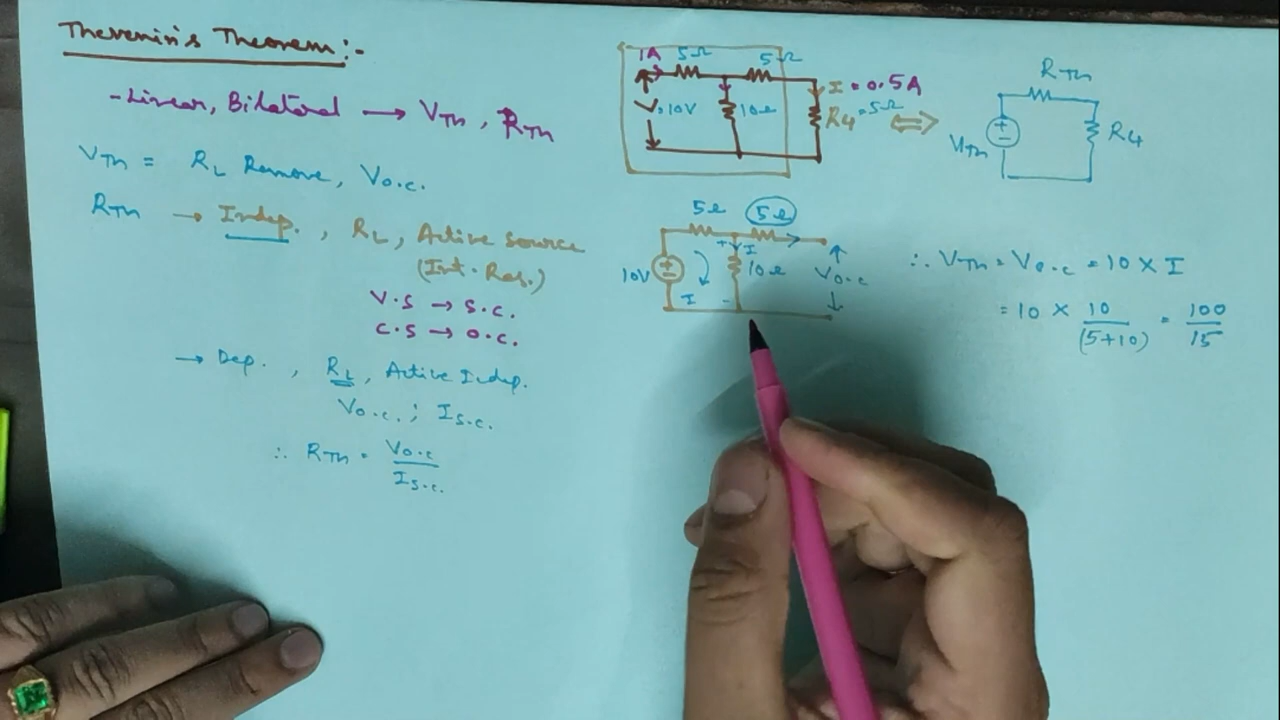 Thevenin's Theorem:-
- Linear, Bilateral → VTh, RTh
VTh = RL Remove, Vo.c.
RTh → Indep., RL, Active source
(Int. Res.)
V.S → S.C.
C.S → O.C.
→ Dep., RL, Active Indep.
Vo.c. ; Is.c.
∴ RTh = Vo.c / Is.c.
1A 5Ω 5Ω
V=10V 10Ω I = 0.5A
R4=5Ω ⇔
RTh
VTh R4
5Ω 5Ω
10V I + I 10Ω - Vo.c
∴ VTh = Vo.c = 10 × I
= 10 × 10 / (5+10) = 100 / 15